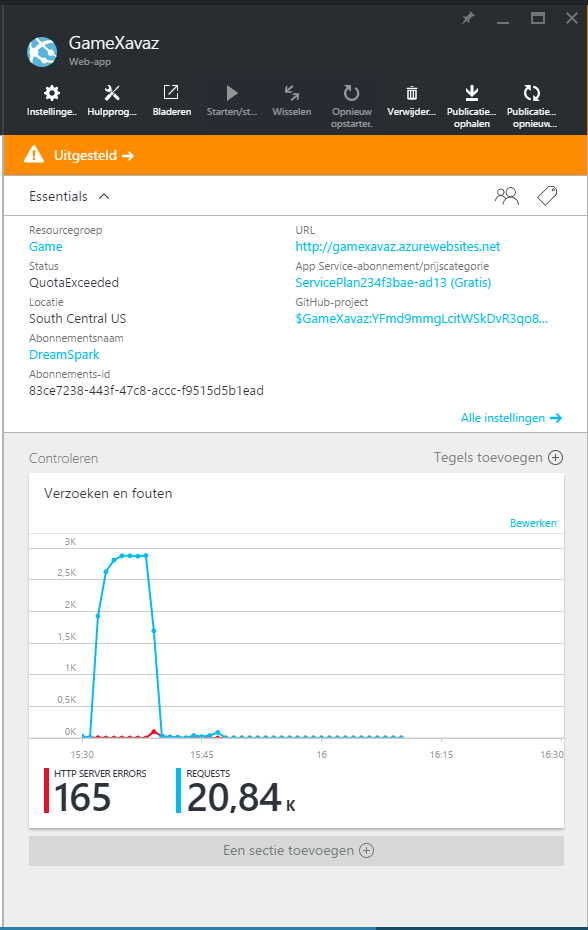 GameXavaz
Web-app
Instellinge..
Hulpprog...
Bladeren
Starten/st...
Wisselen
Opnieuw
opstarter.
Verwijder...
Publicatie...
ophalen
Publicatie...
opnieuw...
Uitgesteld →
Essentials
Resourcegroep
Game
URL
http://gamexavaz.azurewebsites.net
Status
QuotaExceeded
App Service-abonnement/prijscategorie
ServicePlan234f3bae-ad13 (Gratis)
Locatie
South Central US
GitHub-project
$GameXavaz:YFmd9mmgLcitWSkDvR3qo8...
Abonnementsnaam
DreamSpark
Abonnements-id
83ce7238-443f-47c8-accc-f9515d5b1ead
Alle instellingen →
Controleren
Tegels toevoegen
Verzoeken en fouten
Bewerken
3K
2,5K
2K
1,5K
1K
0,5K
0K
15:30 15:45 16 16:15 16:30
HTTP SERVER ERRORS
165
REQUESTS
20,84 K
Een sectie toevoegen